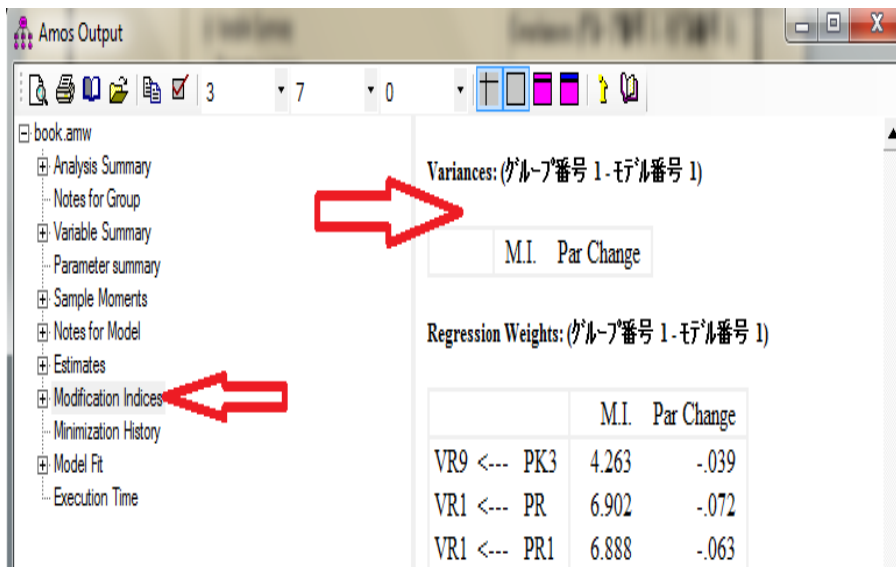 Amos Output
3 7 0
book.amw
Analysis Summary
Notes for Group
Variable Summary
Parameter summary
Sample Moments
Notes for Model
Estimates
Modification Indices
Minimization History
Model Fit
Execution Time
Variances: (グループ番号 1 - モデル番号 1)
M.I. Par Change
Regression Weights: (グループ番号 1 - モデル番号 1)
M.I. Par Change
VR9 <--- PK3 4.263 -.039
VR1 <--- PR 6.902 -.072
VR1 <--- PR1 6.888 -.063